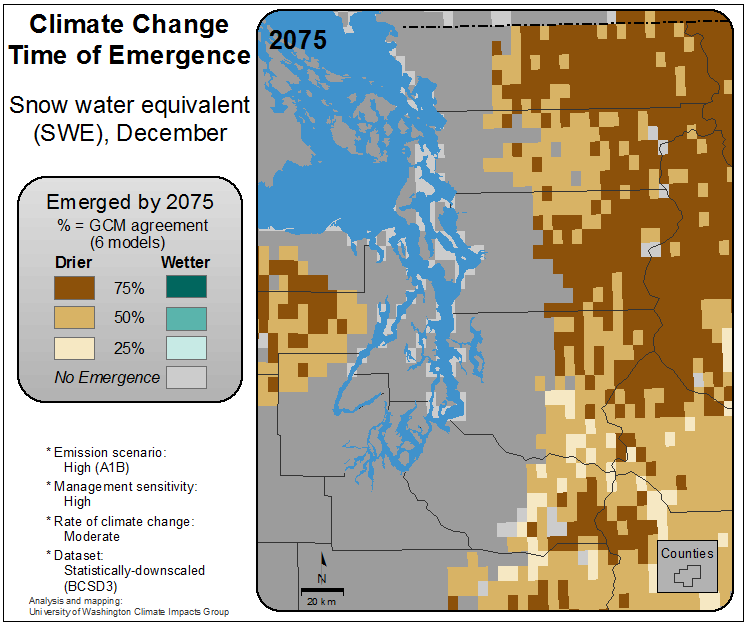 Climate Change
Time of Emergence
Snow water equivalent
(SWE), December
Emerged by 2075
% = GCM agreement
(6 models)
Drier Wetter
75%
50%
25%
No Emergence
* Emission scenario:
High (A1B)
* Management sensitivity:
High
* Rate of climate change:
Moderate
* Dataset:
Statistically-downscaled
(BCSD3)
Analysis and mapping:
University of Washington Climate Impacts Group
2075
N
20 km
Counties